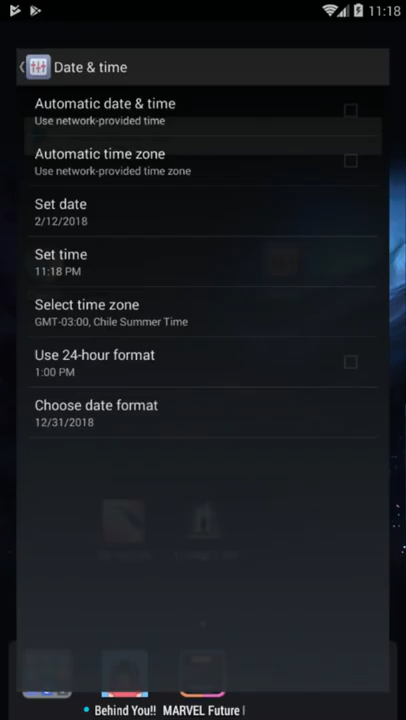 11:18
Date & time
Automatic date & time
Use network-provided time
Automatic time zone
Use network-provided time zone
Set date
2/12/2018
Set time
11:18 PM
Select time zone
GMT-03:00, Chile Summer Time
Use 24-hour format
1:00 PM
Choose date format
12/31/2018
Behind You!! MARVEL Future